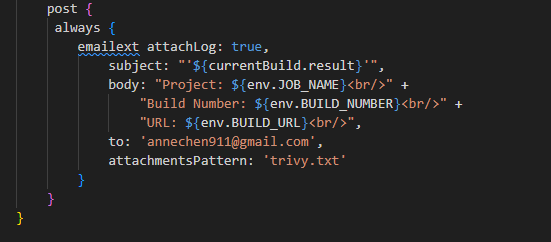 post {
always {
emailext attachLog: true,
subject: "'${currentBuild.result}'",
body: "Project: ${env.JOB_NAME}<br/>" +
"Build Number: ${env.BUILD_NUMBER}<br/>" +
"URL: ${env.BUILD_URL}<br/>",
to: 'annechen911@gmail.com',
attachmentsPattern: 'trivy.txt'
}
}
}